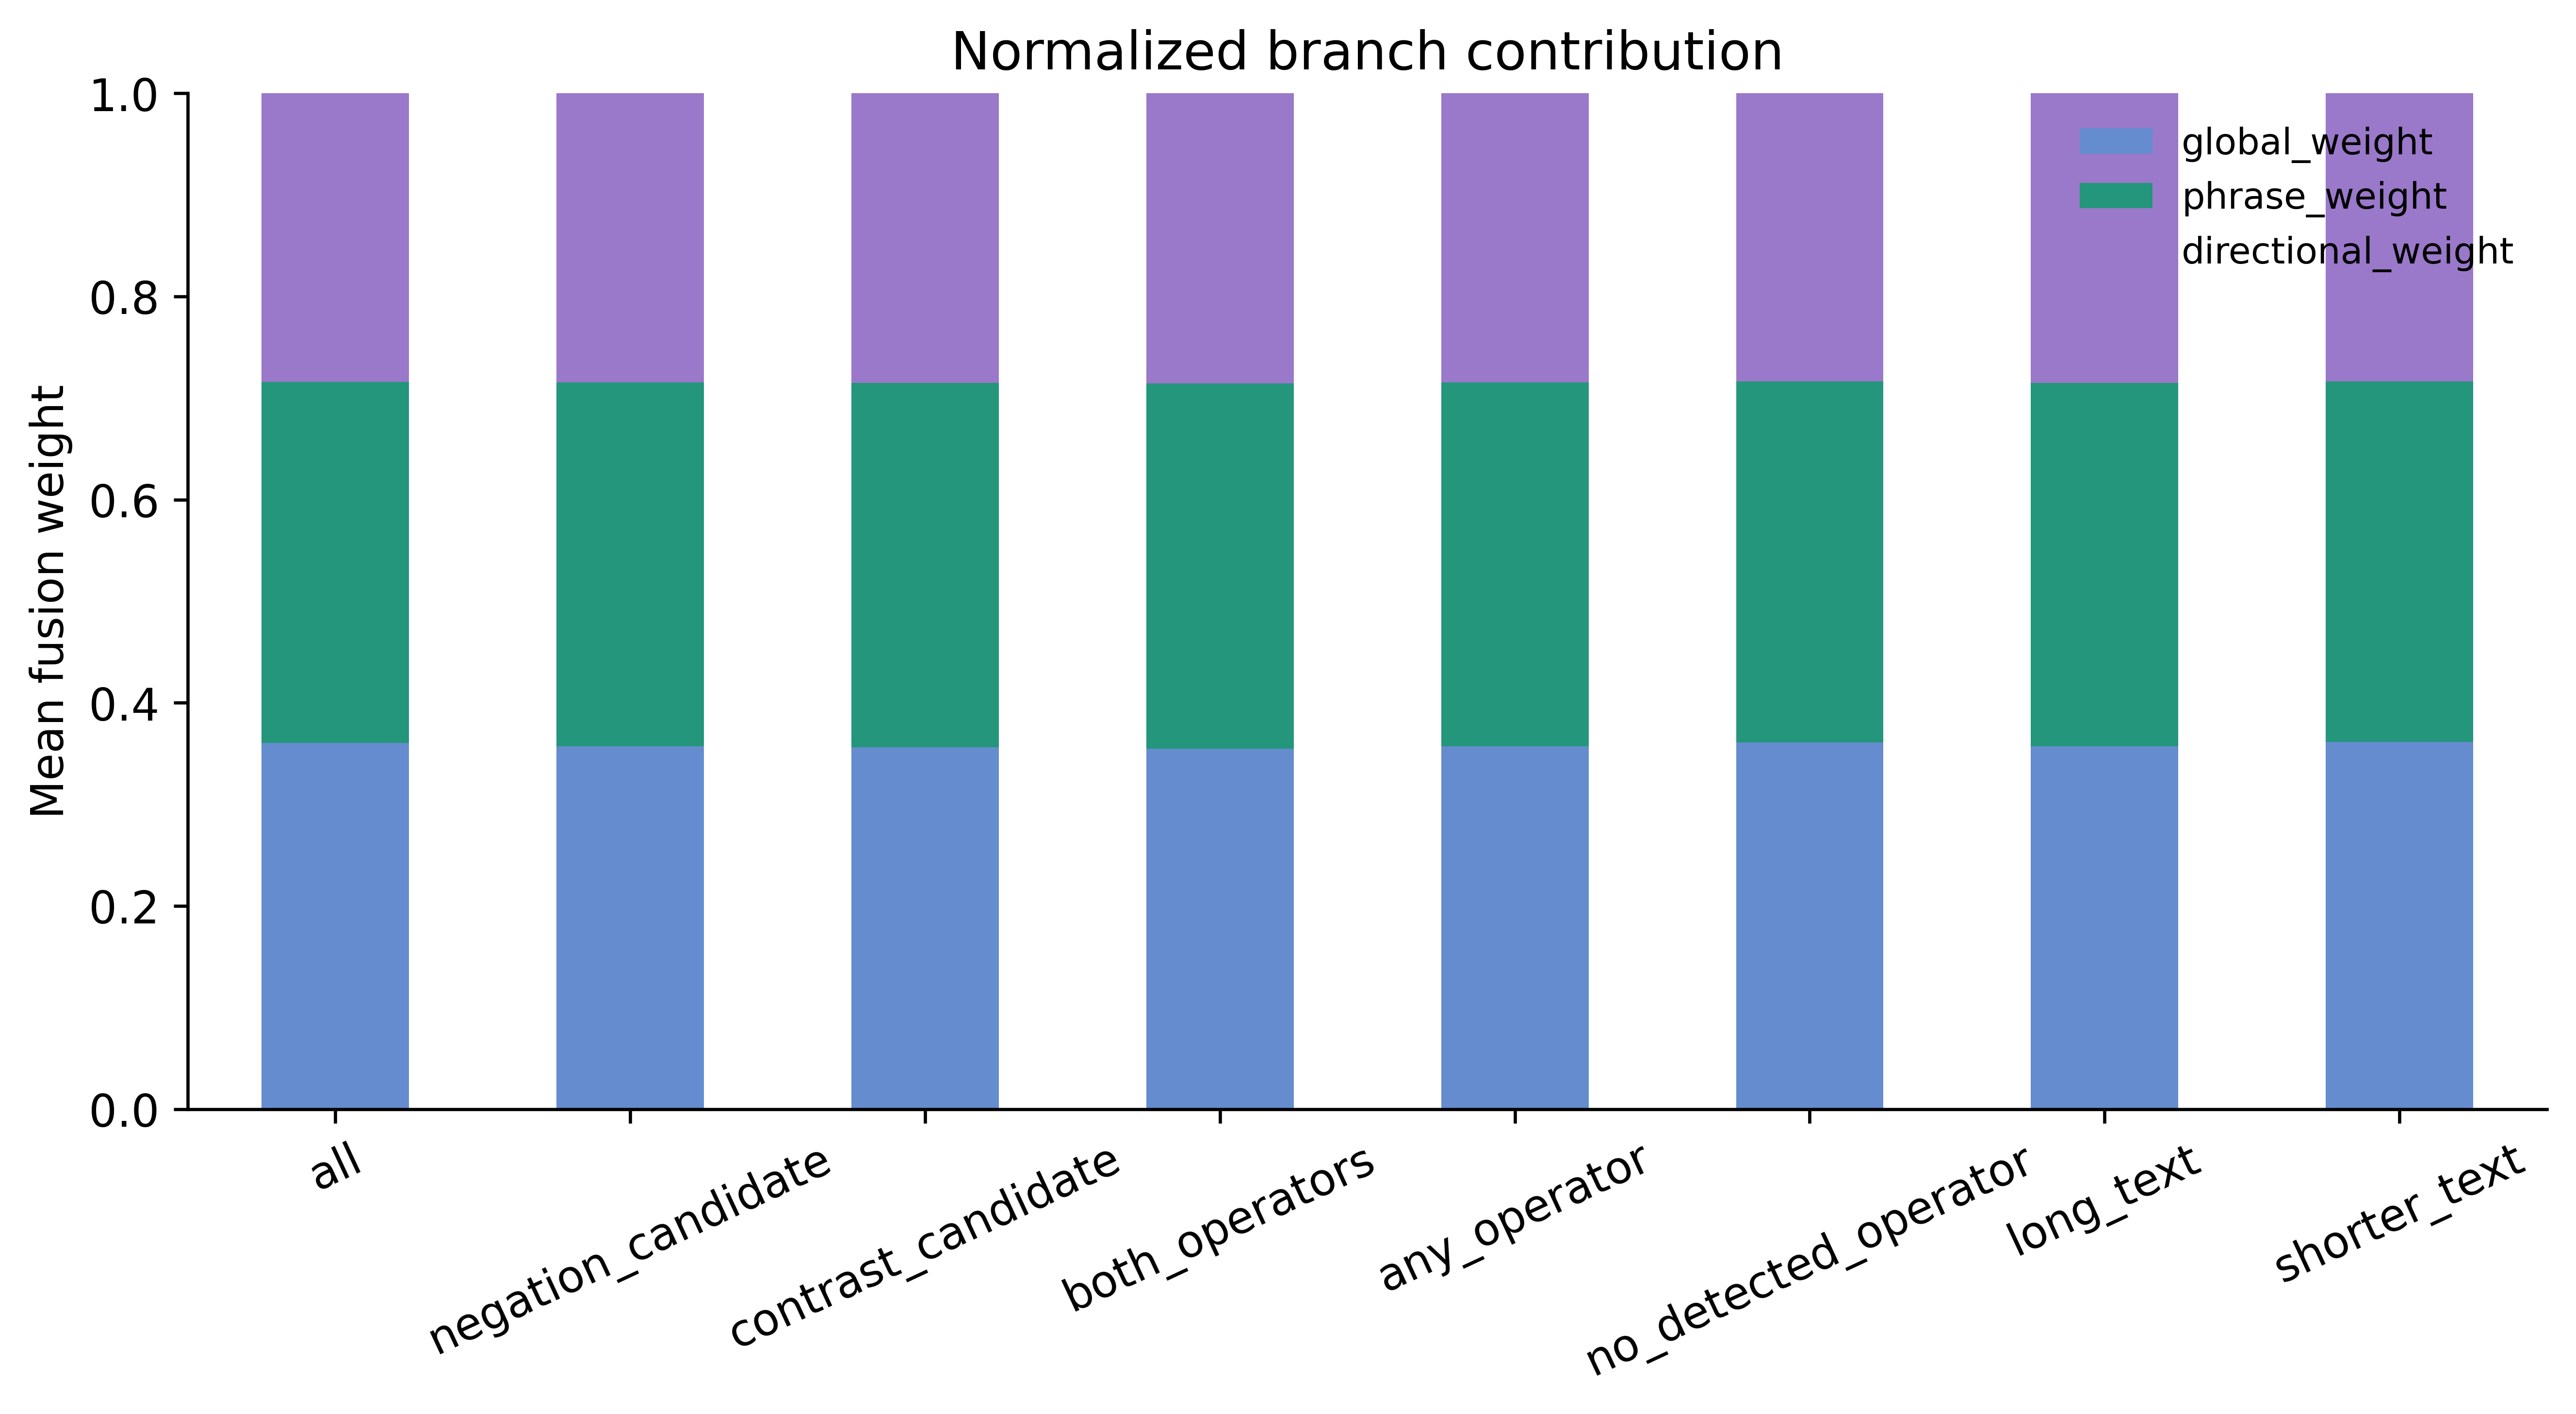 Normalized branch contribution
1.0
0.8
0.6
0.4
0.2
0.0
Mean fusion weight
global_weight
phrase_weight
directional_weight
all
negation_candidate
contrast_candidate
both_operators
any_operator
no_detected_operator
long_text
shorter_text